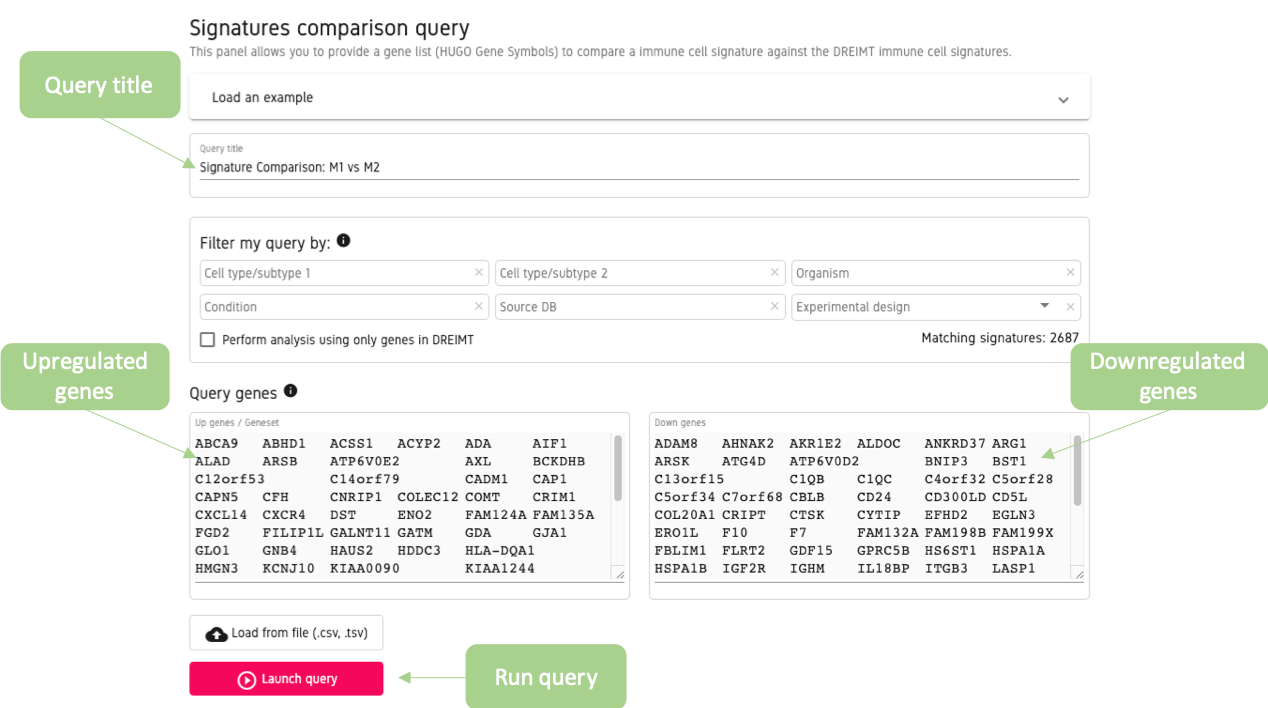 Signatures comparison query
This panel allows you to provide a gene list (HUGO Gene Symbols) to compare a immune cell signature against the DREIMT immune cell signatures.
Query title
Load an example
Query title
Signature Comparison: M1 vs M2
Filter my query by:
Cell type/subtype 1
Cell type/subtype 2
Organism
Condition
Source DB
Experimental design
Perform analysis using only genes in DREIMT
Matching signatures: 2687
Upregulated
genes
Downregulated
genes
Query genes
Up genes / Geneset
ABCA9 ABHD1 ACSS1 ACYP2 ADA AIF1
ALAD ARSB ATP6V0E2 AXL BCKDHB
C12orf53 C14orf79 CADM1 CAP1
CAPN5 CFH CNRIP1 COLEC12 COMT CRIM1
CXCL14 CXCR4 DST ENO2 FAM124A FAM135A
FGD2 FILIP1L GALNT11 GATM GDA GJA1
GLO1 GNB4 HAUS2 HDDC3 HLA-DQA1
HMGN3 KCNJ10 KIAA0090 KIAA1244
Down genes
ADAM8 AHNAK2 AKR1E2 ALDOC ANKRD37 ARG1
ARSK ATG4D ATP6V0D2 BNIP3 BST1
C13orf15 C1QB C1QC C4orf32 C5orf28
C5orf34 C7orf68 CBLB CD24 CD300LD CD5L
COL20A1 CRIPT CTSK CYTIP EFHD2 EGLN3
ERO1L F10 F7 FAM132A FAM198B FAM199X
FBLIM1 FLRT2 GDF15 GPRC5B HS6ST1 HSPA1A
HSPA1B IGF2R IGHM IL18BP ITGB3 LASP1
Load from file (.csv, .tsv)
Launch query
Run query